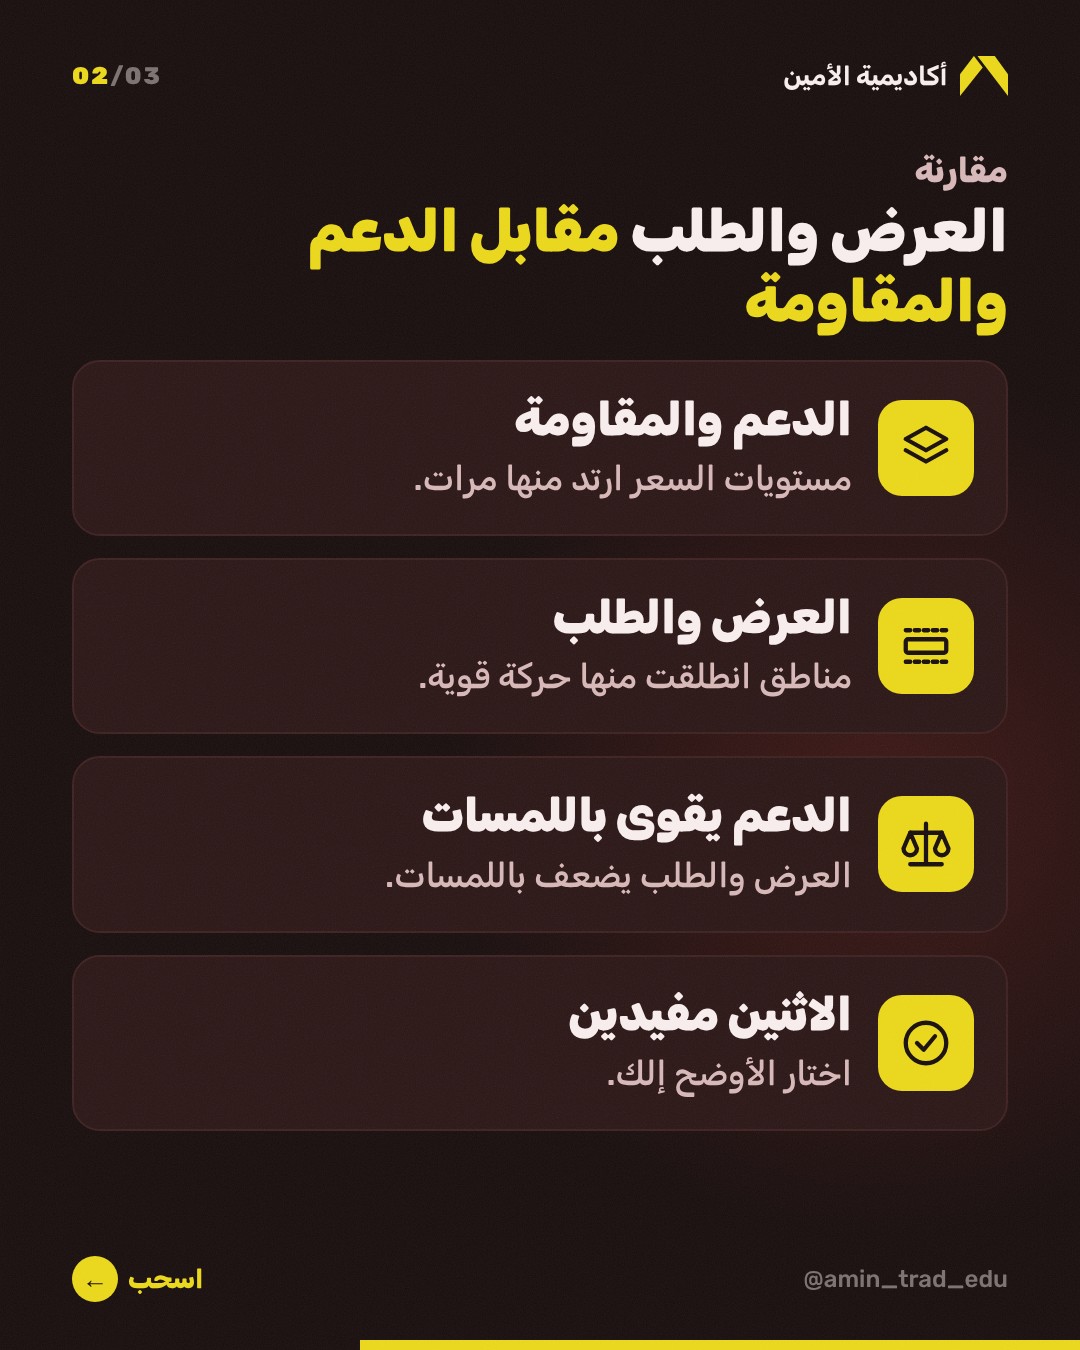 أكاديمية الأمين
02/03
مقارنة
العرض والطلب مقابل الدعم
والمقاومة
الدعم والمقاومة
مستويات السعر ارتد منها مرات.
العرض والطلب
مناطق انطلقت منها حركة قوية.
الدعم يقوى باللمسات
العرض والطلب يضعف باللمسات.
الاثنين مفيدين
اختار الأوضح إلك.
@amin_trad_edu
اسحب ←